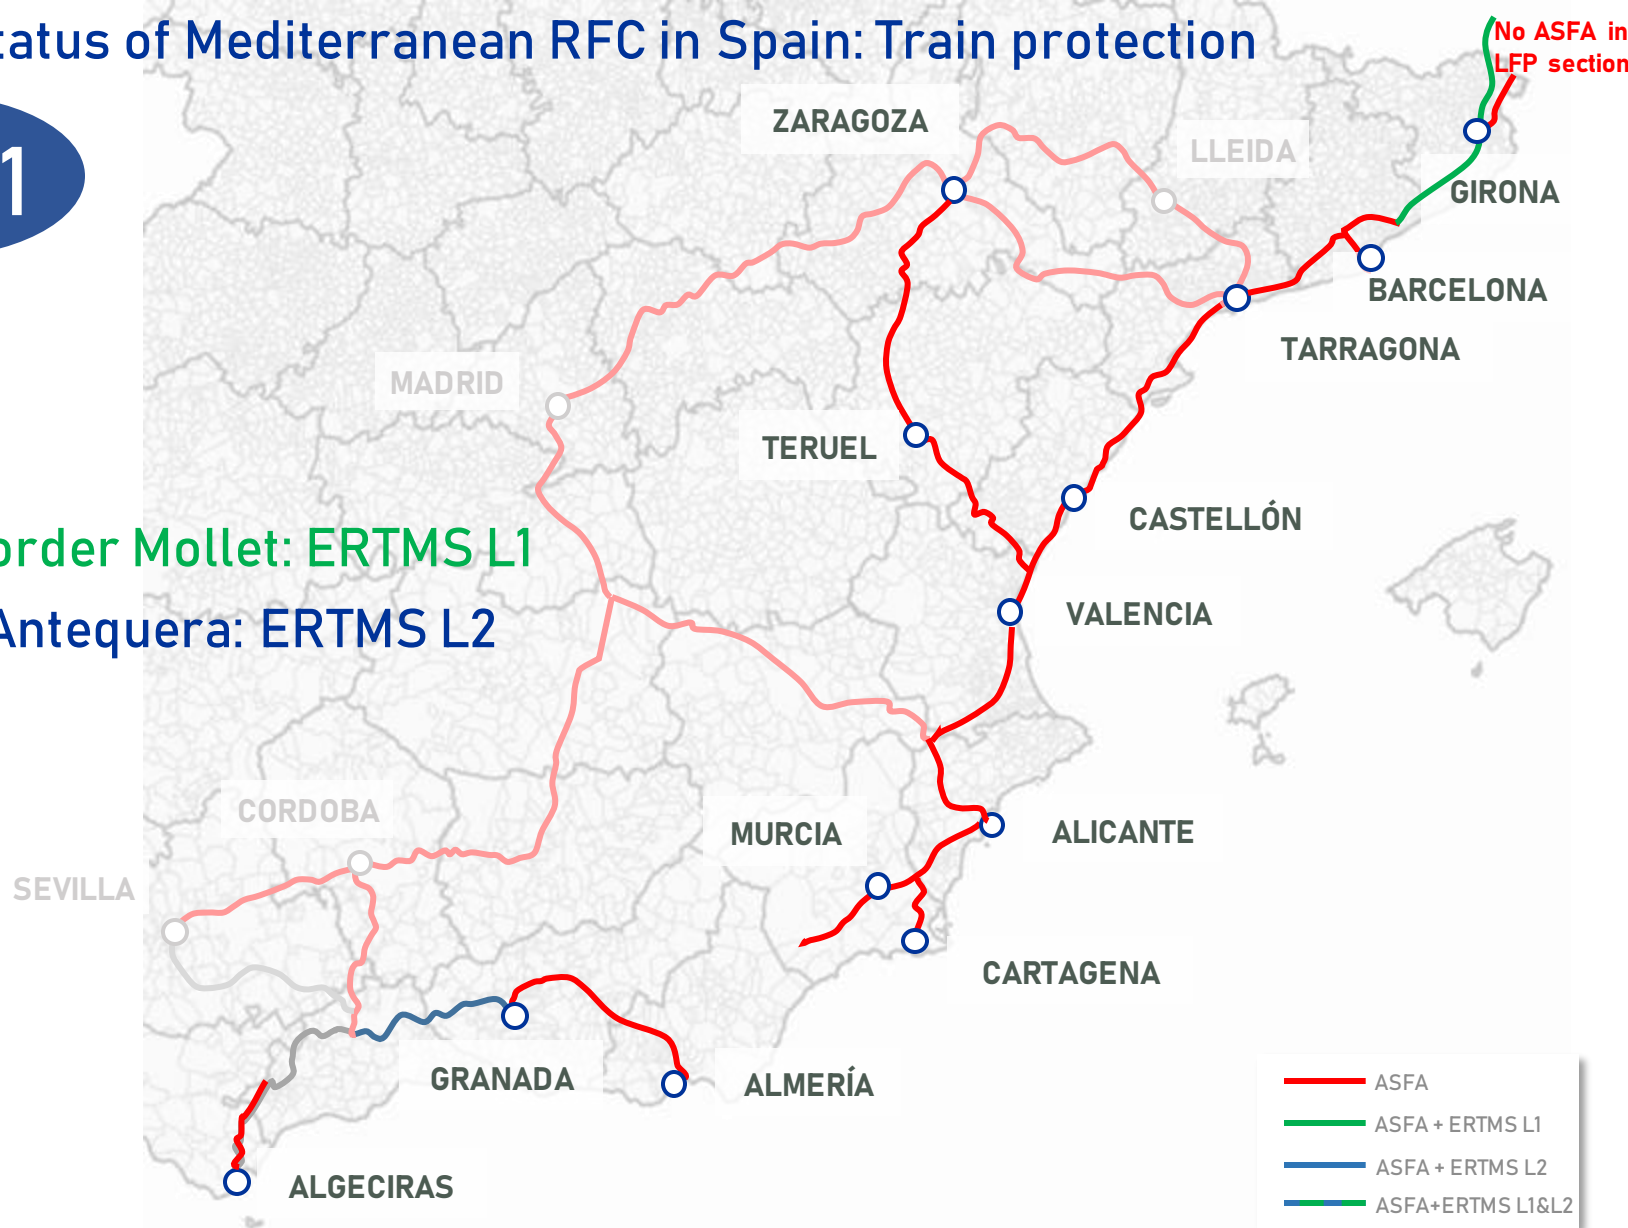 tatus of Mediterranean RFC in Spain: Train protection
No ASFA in
LFP section
1
ZARAGOZA
LLEIDA
GIRONA
BARCELONA
TARRAGONA
MADRID
TERUEL
CASTELLÓN
order Mollet: ERTMS L1
VALENCIA
Antequera: ERTMS L2
CORDOBA
MURCIA
ALICANTE
SEVILLA
CARTAGENA
GRANADA
ALMERÍA
ALGECIRAS
ASFA
ASFA + ERTMS L1
ASFA + ERTMS L2
ASFA+ERTMS L1&L2